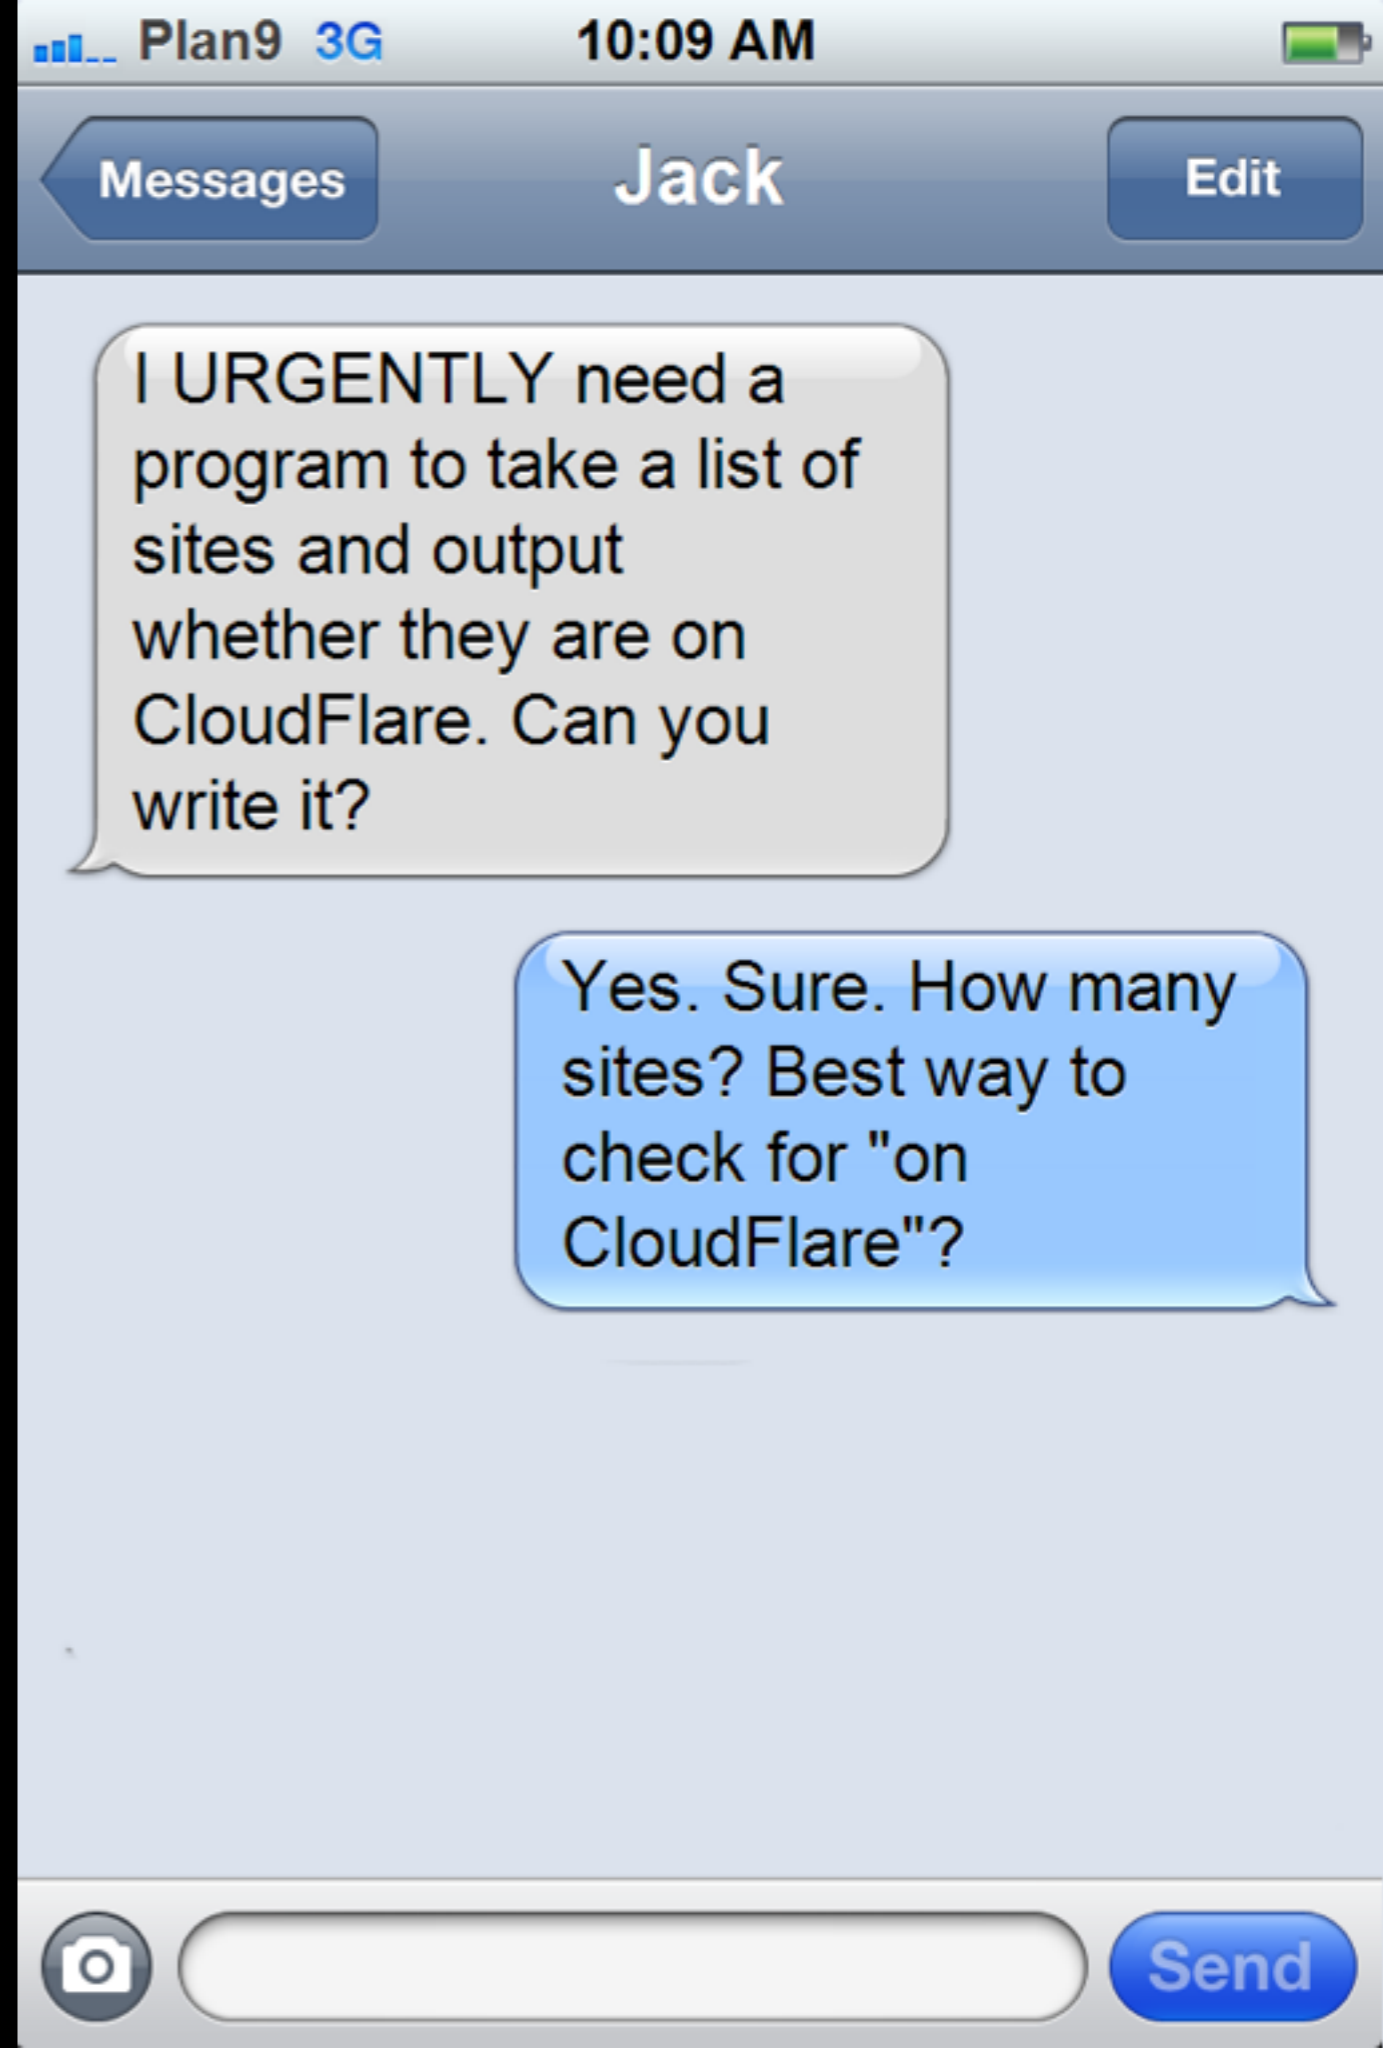 Plan9 3G 10:09 AM
Messages Jack Edit
I URGENTLY need a
program to take a list of
sites and output
whether they are on
CloudFlare. Can you
write it?
Yes. Sure. How many
sites? Best way to
check for "on
CloudFlare"?
Send